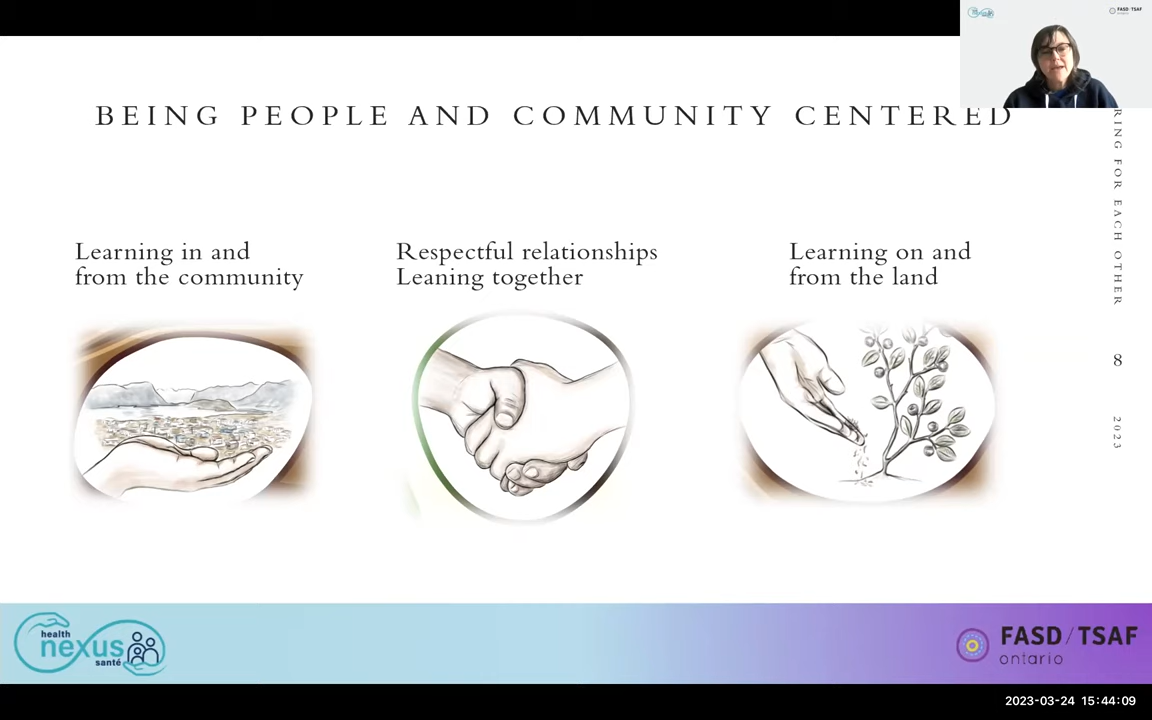 FASD/TSAF
BEING PEOPLE AND COMMUNITY CENTERED
Learning in and
from the community
Respectful relationships
Leaning together
Learning on and
from the land
RING FOR EACH OTHER
8
2023
health
nexus
santé
FASD/TSAF
ontario
2023-03-24 15:44:09